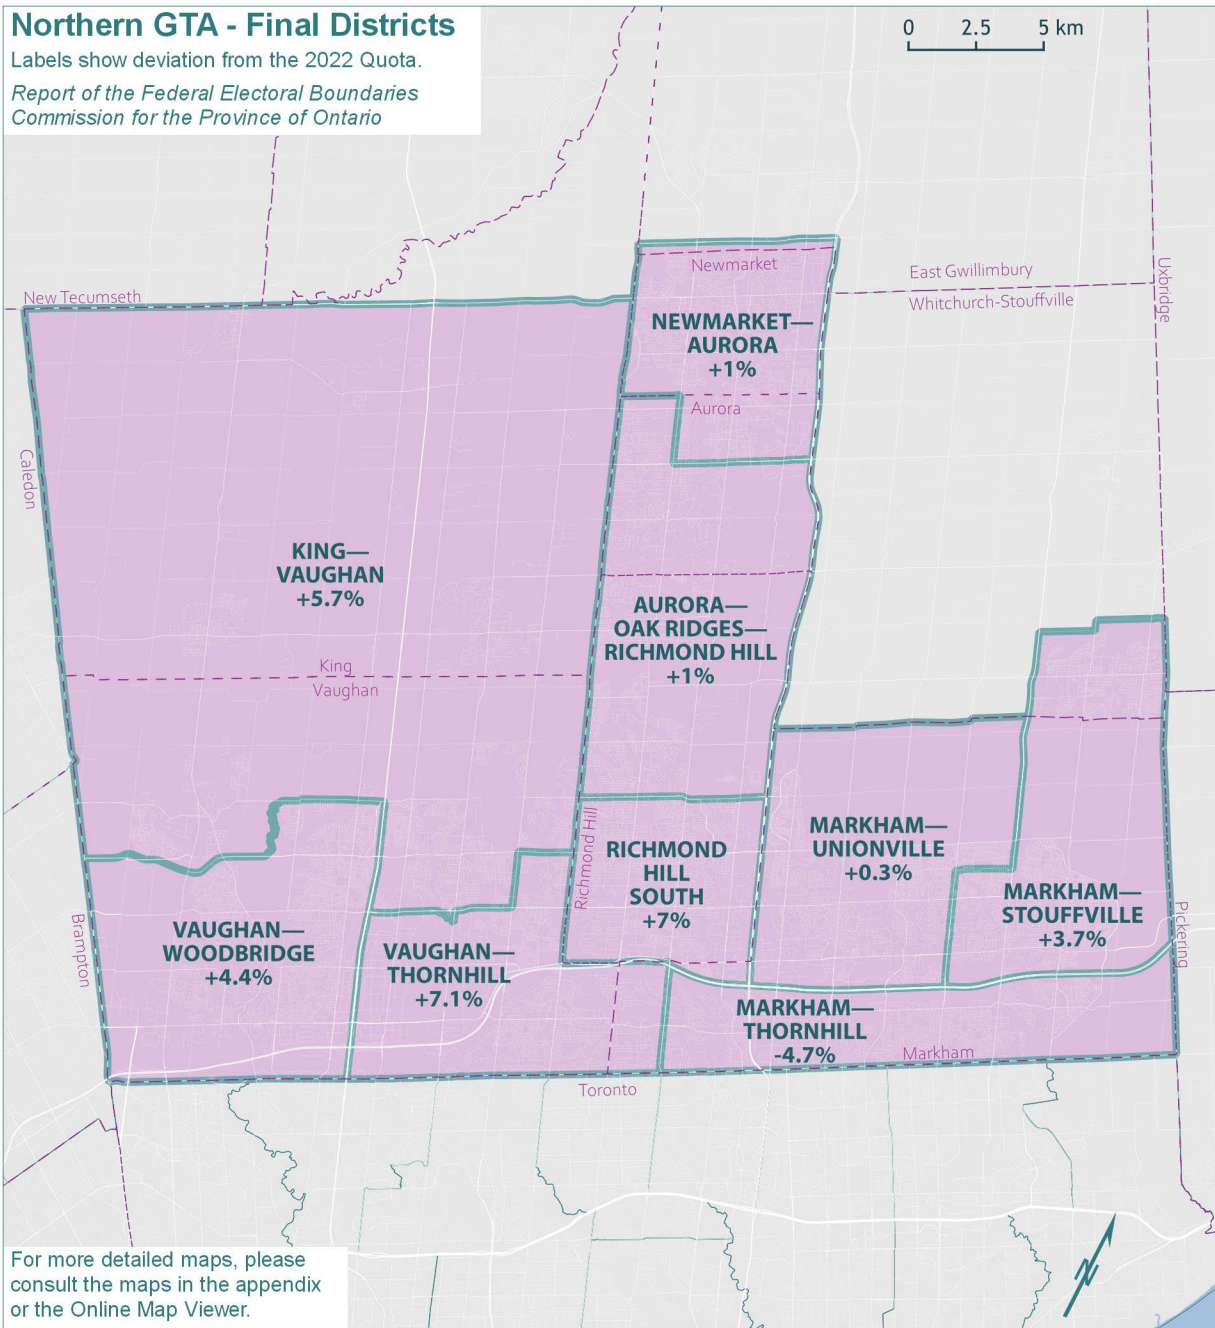 Northern GTA - Final Districts
Labels show deviation from the 2022 Quota.
Report of the Federal Electoral Boundaries
Commission for the Province of Ontario
0 2.5 5 km
Newmarket
East Gwillimbury
Whitchurch-Stouffville
Uxbridge
New Tecumseth
NEWMARKET—
AURORA
+1%
Aurora
Caledon
KING—
VAUGHAN
+5.7%
AURORA—
OAK RIDGES—
RICHMOND HILL
+1%
King
Vaughan
Richmond Hill
RICHMOND
HILL
SOUTH
+7%
MARKHAM—
UNIONVILLE
+0.3%
MARKHAM—
STOUFFVILLE
+3.7%
Pickering
Brampton
VAUGHAN—
WOODBRIDGE
+4.4%
VAUGHAN—
THORNHILL
+7.1%
MARKHAM—
THORNHILL
-4.7%
Markham
Toronto
N
For more detailed maps, please
consult the maps in the appendix
or the Online Map Viewer.